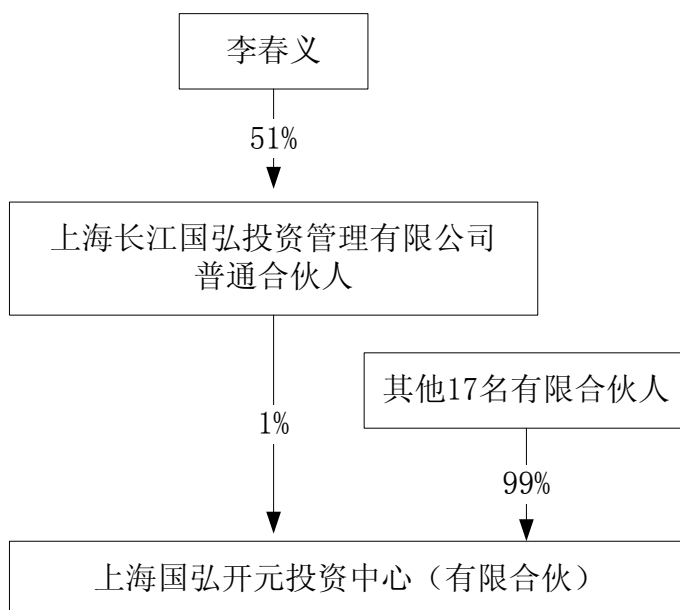 李春义
51%
上海长江国弘投资管理有限公司
普通合伙人
其他17名有限合伙人
1%
99%
上海国弘开元投资中心（有限合伙）